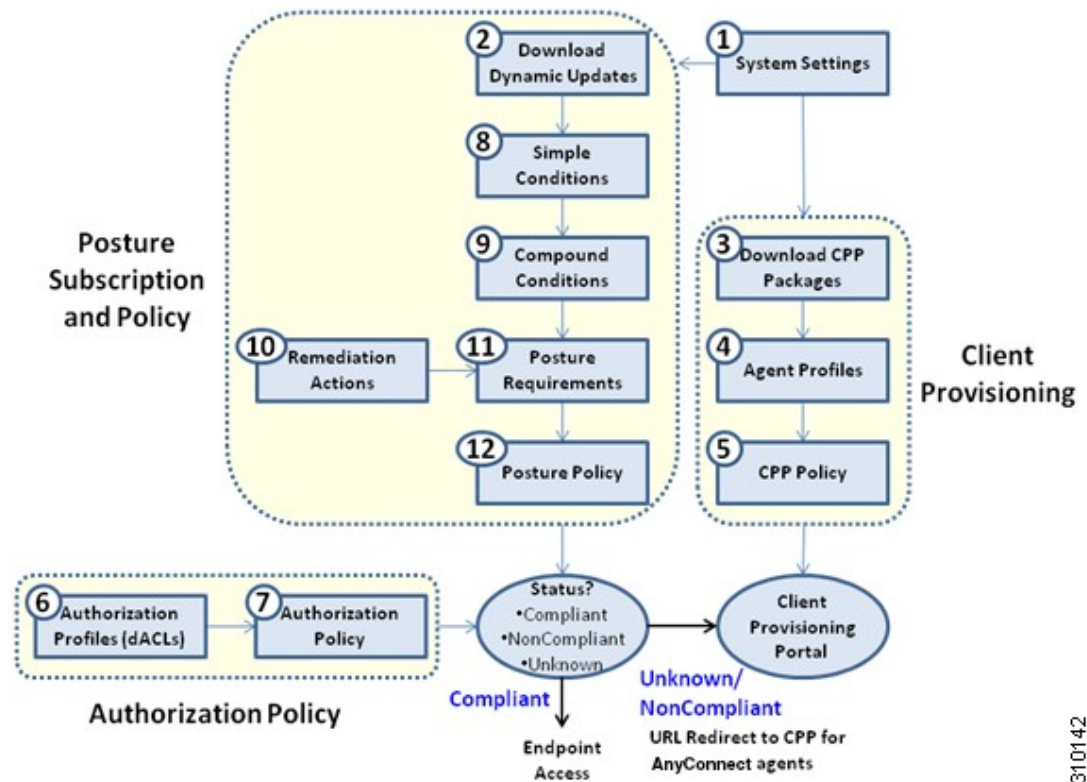 2
Download
Dynamic Updates
1
System Settings
8
Simple
Conditions
Posture
Subscription
and Policy
9
Compound
Conditions
3
Download CPP
Packages
10
Remediation
Actions
11
Posture
Requirements
4
Agent Profiles
Client
Provisioning
12
Posture Policy
5
CPP Policy
6
Authorization
Profiles (dACLs)
7
Authorization
Policy
Status?
•Compliant
•NonCompliant
•Unknown
Client
Provisioning
Portal
Authorization Policy
Compliant
Unknown/
NonCompliant
URL Redirect to CPP for
AnyConnect agents
Endpoint
Access
310142